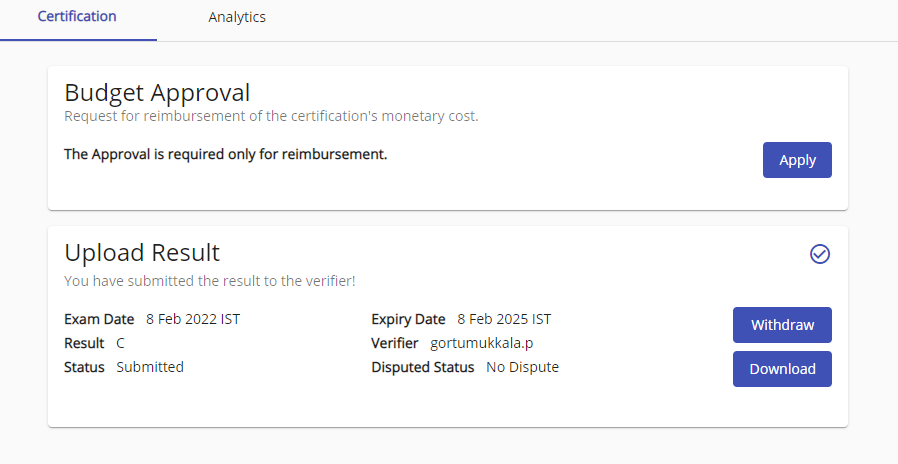 Certification Analytics
Budget Approval
Request for reimbursement of the certification's monetary cost.
The Approval is required only for reimbursement.
Apply
Upload Result
You have submitted the result to the verifier!
Exam Date 8 Feb 2022 IST Expiry Date 8 Feb 2025 IST
Withdraw
Result C Verifier gortumukkala.p
Status Submitted Disputed Status No Dispute
Download